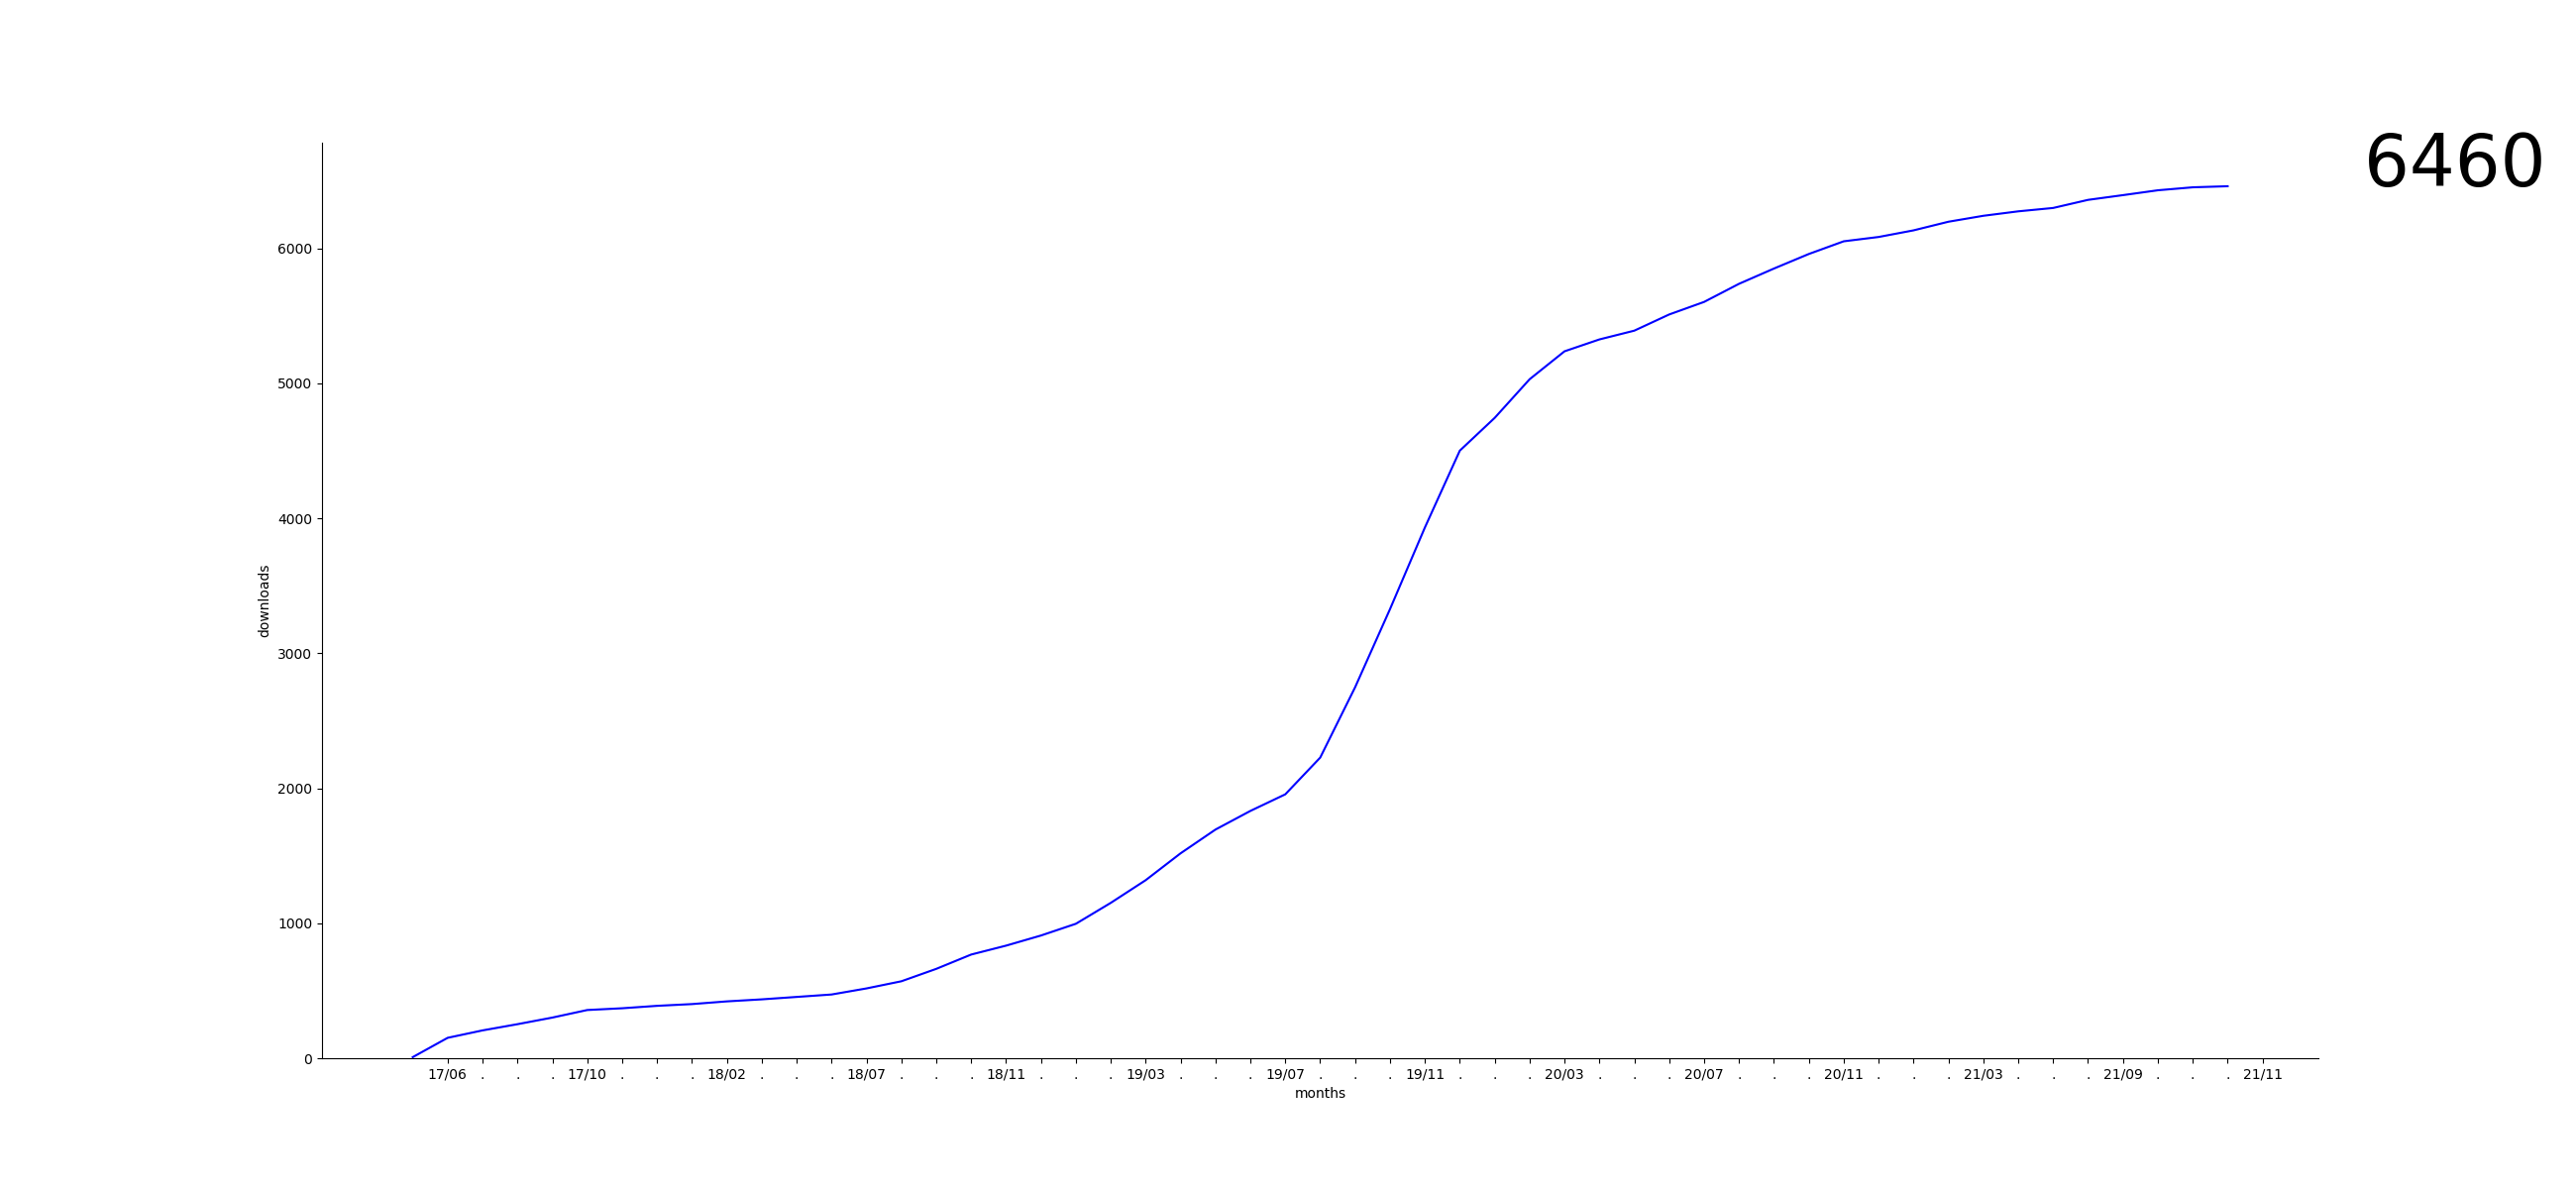 6460
6000
5000
4000
3000
2000
1000
0
downloads
17/06 . . . 17/10 . . . 18/02 . . . 18/07 . . . 18/11 . . . 19/03 . . . 19/07 . . . 19/11 . . . 20/03 . . . 20/07 . . . 20/11 . . . 21/03 . . . 21/09 . . . 21/11
months